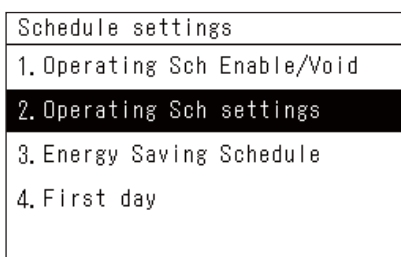 Schedule settings
1. Operating Sch Enable/Void
2. Operating Sch settings
3. Energy Saving Schedule
4. First day